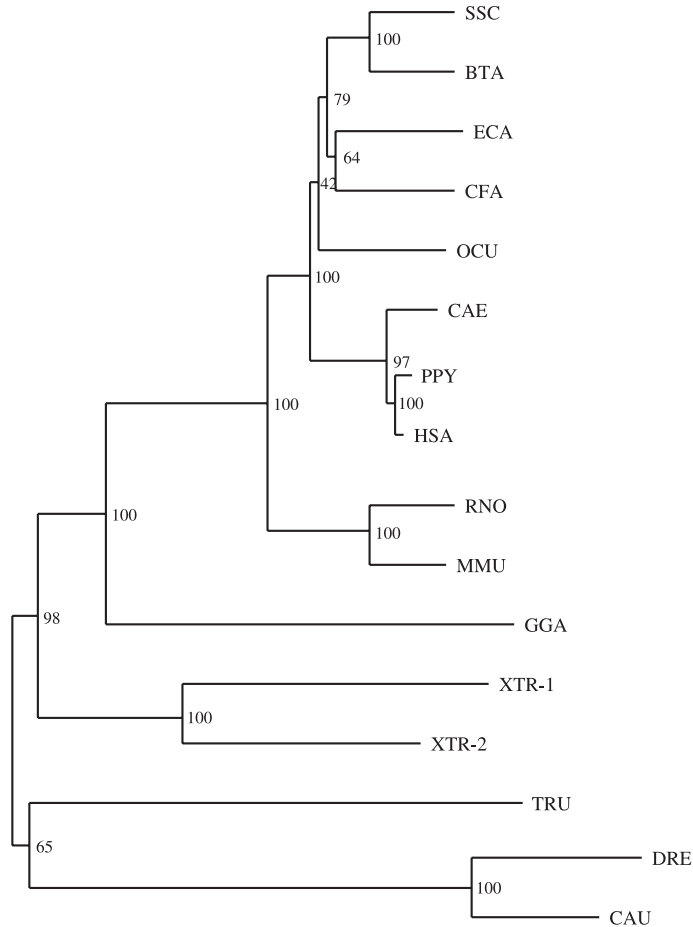 SSC
100
BTA
79
ECA
64
CFA
42
OCU
100
CAE
97
PPY
100
100
HSA
RNO
100
100
MMU
98
GGA
XTR-1
100
XTR-2
TRU
65
DRE
100
CAU